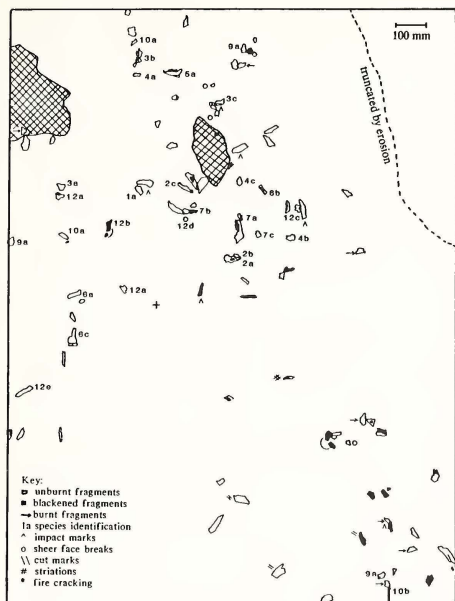 100 mm
truncated by erosion
10a
9a
3b
4a
5a
3c
3a
12a
1a
2c
4c
6b
10a
12b
7b
12d
7a
12c
9a
7c
4b
2b
2a
6a
12a
6c
12e
Key:
unburnt fragments
blackened fragments
burnt fragments
1a species identification
^ impact marks
o sheer face breaks
\\ cut marks
# striations
fire cracking
9a
10b